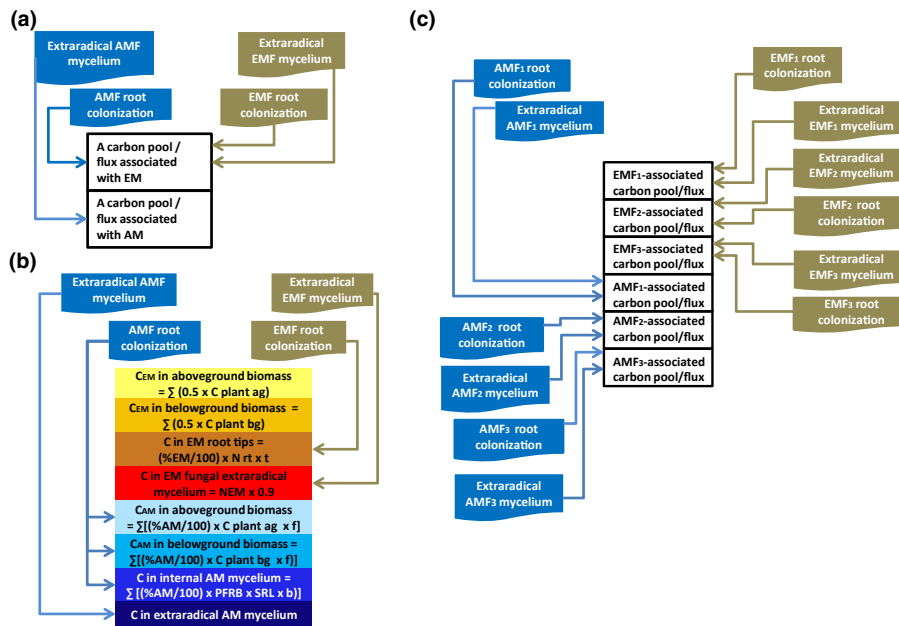 (a)
Extraradical AMF
mycelium
Extraradical
EMF mycelium
AMF root
colonization
EMF root
colonization
A carbon pool /
flux associated
with EM
A carbon pool /
flux associated
with AM
(b)
Extraradical AMF
mycelium
Extraradical
EMF mycelium
AMF root
colonization
EMF root
colonization
CEM in aboveground biomass
= ∑ (0.5 x C plant ag)
CEM in belowground biomass =
∑ (0.5 x C plant bg)
C in EM root tips =
(%EM/100) x N rt x t
C in EM fungal extraradical
mycelium = NEM x 0.9
CAM in aboveground biomass
= ∑[(%AM/100) x C plant ag x f]
CAM in belowground biomass =
∑[(%AM/100) x C plant bg x f)]
C in internal AM mycelium =
∑ [(%AM/100) x PFRB x SRL x b)]
C in extraradical AM mycelium
(c)
AMF1 root
colonization
Extraradical
AMF1 mycelium
EMF1 root
colonization
Extraradical
EMF1 mycelium
Extraradical
EMF2 mycelium
EMF2 root
colonization
Extraradical
EMF3 mycelium
EMF3 root
colonization
EMF1-associated
carbon pool/flux
EMF2-associated
carbon pool/flux
EMF3-associated
carbon pool/flux
AMF1-associated
carbon pool/flux
AMF2-associated
carbon pool/flux
AMF3-associated
carbon pool/flux
AMF2 root
colonization
Extraradical
AMF2 mycelium
AMF3 root
colonization
Extraradical
AMF3 mycelium